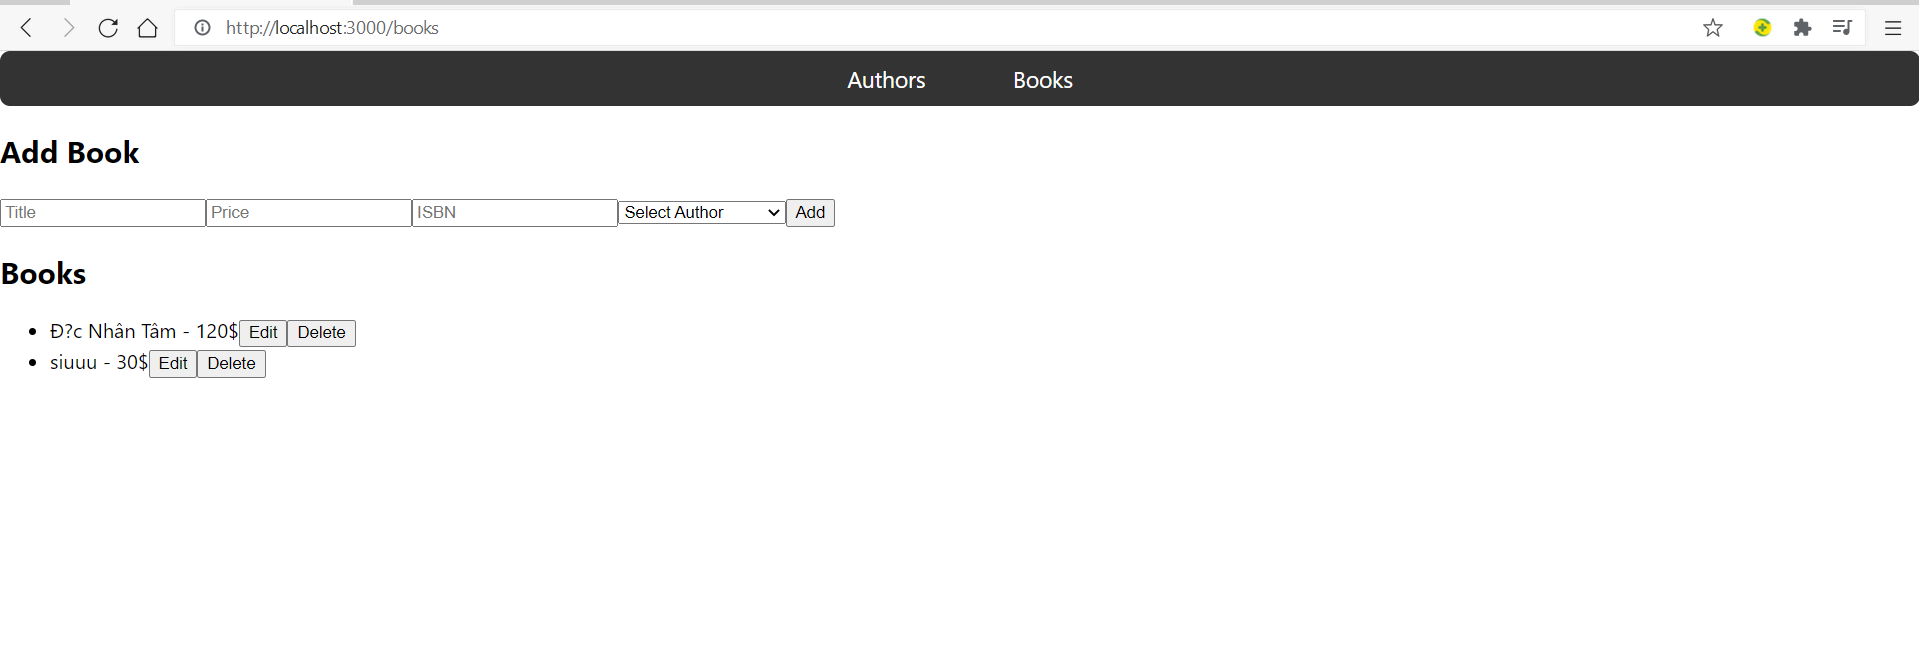 http://localhost:3000/books
Authors Books
Add Book
Title Price ISBN Select Author Add
Books
Đ?c Nhân Tâm - 120$ Edit Delete
siuuu - 30$ Edit Delete